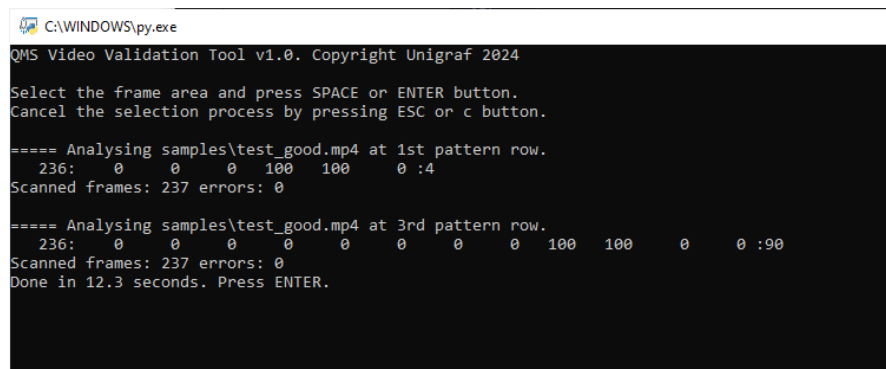 C:\WINDOWS\py.exe
QMS Video Validation Tool v1.0. Copyright Unigraf 2024
Select the frame area and press SPACE or ENTER button.
Cancel the selection process by pressing ESC or c button.
===== Analysing samples\test_good.mp4 at 1st pattern row.
236: 0 0 0 100 100 0 :4
Scanned frames: 237 errors: 0
===== Analysing samples\test_good.mp4 at 3rd pattern row.
236: 0 0 0 0 0 0 0 0 100 100 0 0 :90
Scanned frames: 237 errors: 0
Done in 12.3 seconds. Press ENTER.